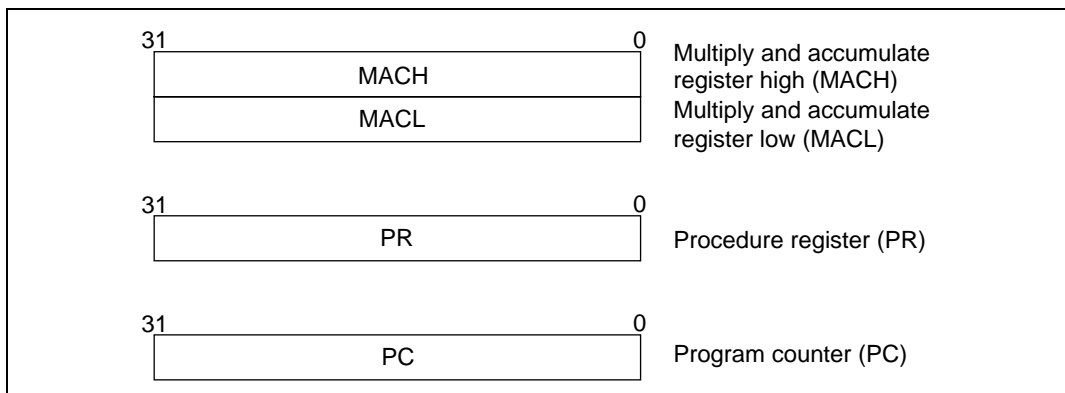 31 0
MACH
MACL
Multiply and accumulate
register high (MACH)
Multiply and accumulate
register low (MACL)
31 0
PR
Procedure register (PR)
31 0
PC
Program counter (PC)